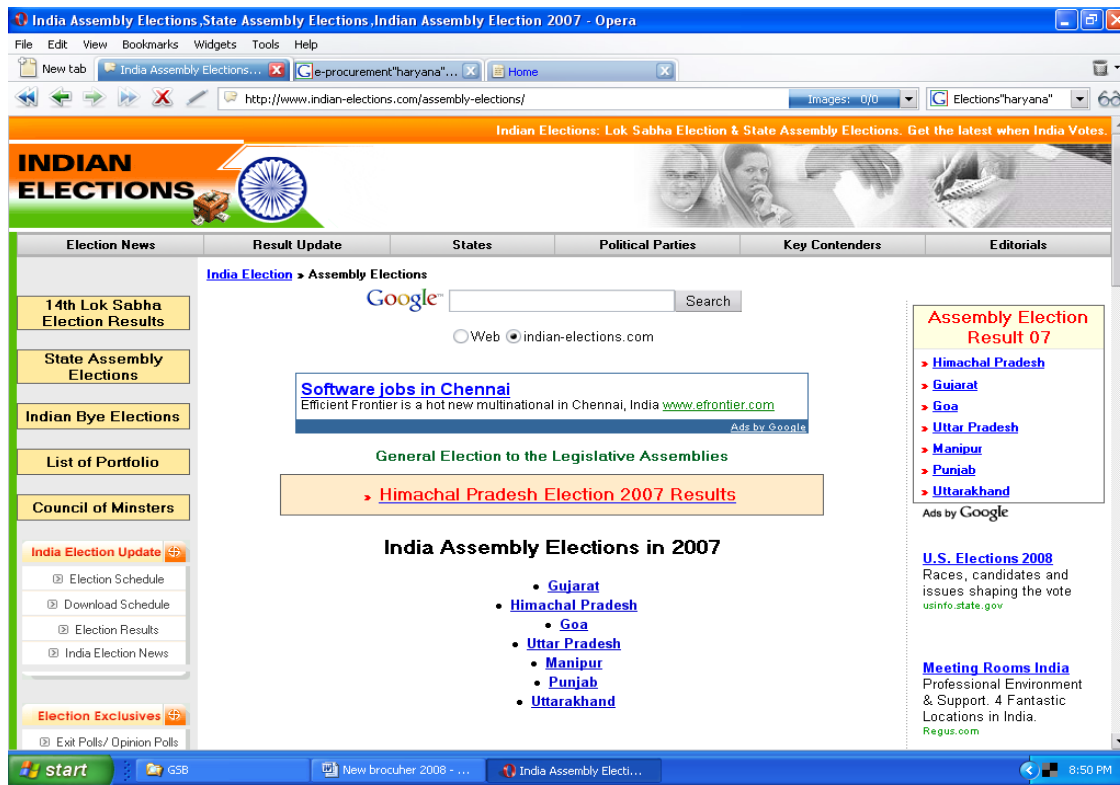 India Assembly Elections,State Assembly Elections,Indian Assembly Election 2007 - Opera
File Edit View Bookmarks Widgets Tools Help
New tab India Assembly Elections... e-procurement"haryana"... Home
http://www.indian-elections.com/assembly-elections/ Images: 0/0 Elections"haryana"
Indian Elections: Lok Sabha Election & State Assembly Elections. Get the latest when India Votes.
INDIAN
ELECTIONS
Election News Result Update States Political Parties Key Contenders Editorials
14th Lok Sabha
Election Results
State Assembly
Elections
Indian Bye Elections
List of Portfolio
Council of Minsters
India Election Update
Election Schedule
Download Schedule
Election Results
India Election News
Election Exclusives
Exit Polls/ Opinion Polls
India Election » Assembly Elections
Google™ Search
Web indian-elections.com
Software jobs in Chennai
Efficient Frontier is a hot new multinational in Chennai, India www.efrontier.com
Ads by Google
General Election to the Legislative Assemblies
» Himachal Pradesh Election 2007 Results
India Assembly Elections in 2007
• Gujarat
• Himachal Pradesh
• Goa
• Uttar Pradesh
• Manipur
• Punjab
• Uttarakhand
Assembly Election
Result 07
» Himachal Pradesh
» Gujarat
» Goa
» Uttar Pradesh
» Manipur
» Punjab
» Uttarakhand
Ads by Google
U.S. Elections 2008
Races, candidates and
issues shaping the vote
usinfo.state.gov
Meeting Rooms India
Professional Environment
& Support. 4 Fantastic
Locations in India.
Regus.com
start GSB New brocuher 2008 - ... India Assembly Electi... 8:50 PM